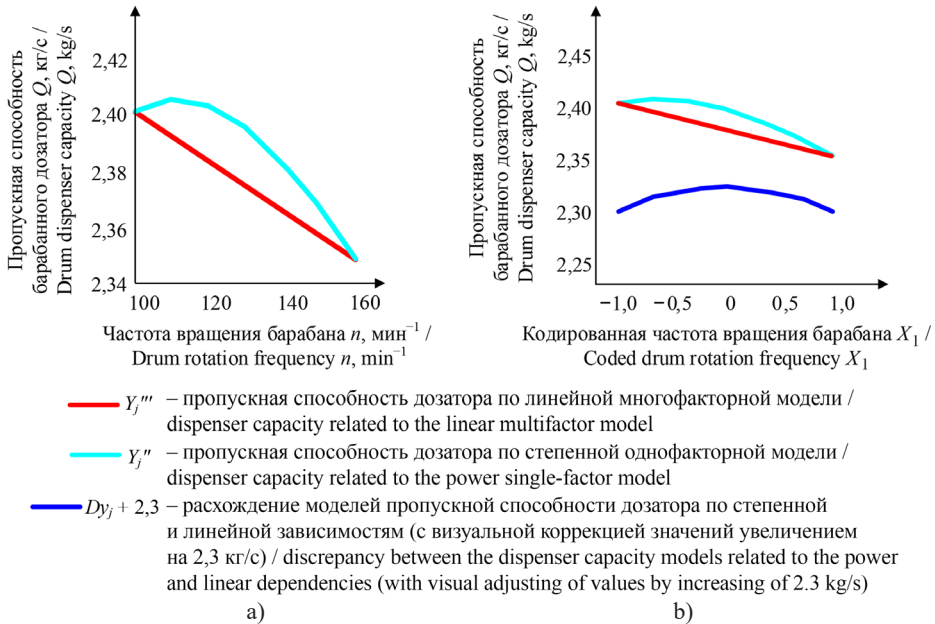 Пропускная способность
барабанного дозатора Q, кг/с /
Drum dispenser capacity Q, kg/s
2,42
2,40
2,38
2,36
2,34
100
120
140
160
Частота вращения барабана n, мин⁻¹ /
Drum rotation frequency n, min⁻¹
Пропускная способность
барабанного дозатора Q, кг/с /
Drum dispenser capacity Q, kg/s
2,45
2,40
2,35
2,30
2,25
−1,0
−0,5
0
0,5
1,0
Кодированная частота вращения барабана X₁ /
Coded drum rotation frequency X₁
Yⱼ''' – пропускная способность дозатора по линейной многофакторной модели /
dispenser capacity related to the linear multifactor model
Yⱼ'' – пропускная способность дозатора по степенной однофакторной модели /
dispenser capacity related to the power single-factor model
Dyⱼ + 2,3 – расхождение моделей пропускной способности дозатора по степенной
и линейной зависимостям (с визуальной коррекцией значений увеличением
на 2,3 кг/с) / discrepancy between the dispenser capacity models related to the power
and linear dependencies (with visual adjusting of values by increasing of 2.3 kg/s)
a)
b)